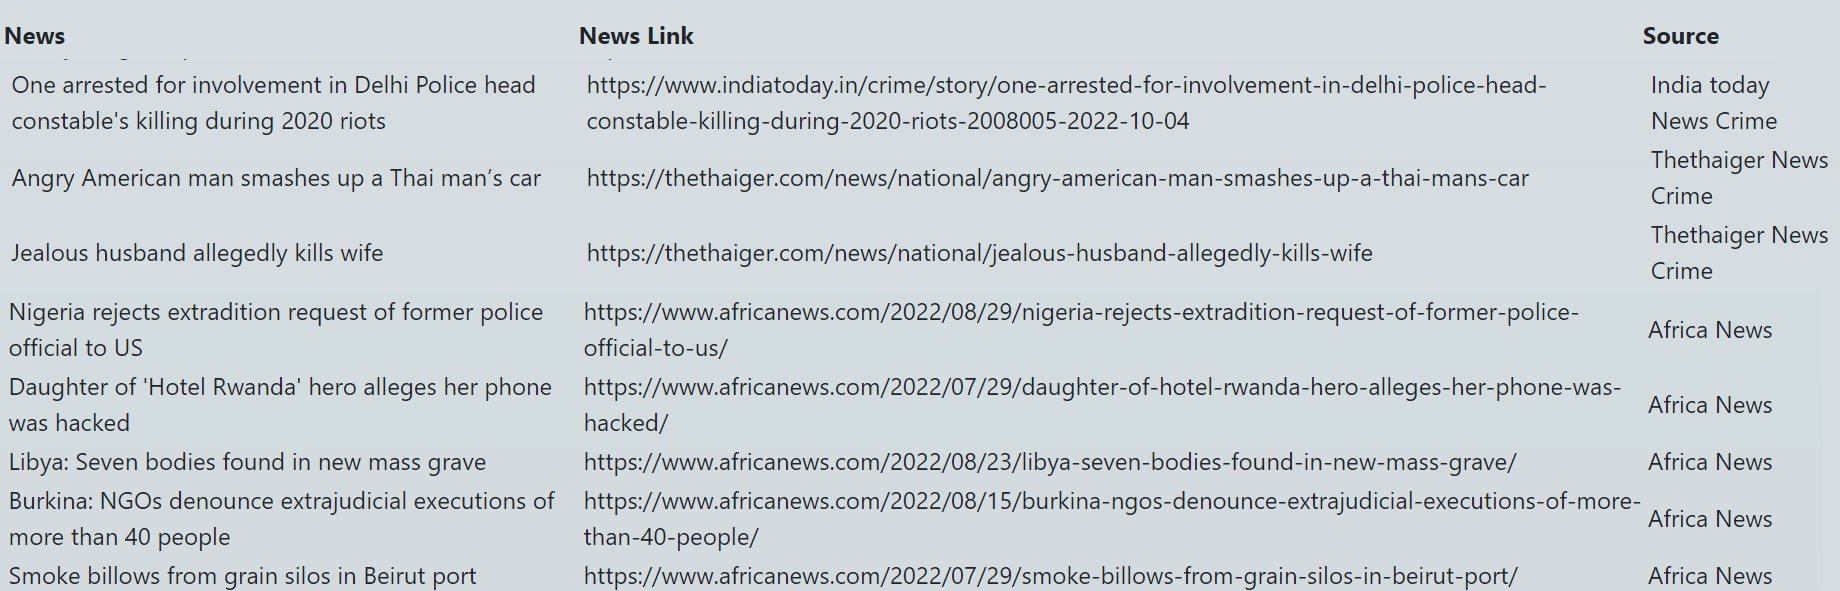 News News Link Source
One arrested for involvement in Delhi Police head
constable's killing during 2020 riots
https://www.indiatoday.in/crime/story/one-arrested-for-involvement-in-delhi-police-head-
constable-killing-during-2020-riots-2008005-2022-10-04
India today
News Crime
Angry American man smashes up a Thai man’s car
https://thethaiger.com/news/national/angry-american-man-smashes-up-a-thai-mans-car
Thethaiger News
Crime
Jealous husband allegedly kills wife
https://thethaiger.com/news/national/jealous-husband-allegedly-kills-wife
Thethaiger News
Crime
Nigeria rejects extradition request of former police
official to US
https://www.africanews.com/2022/08/29/nigeria-rejects-extradition-request-of-former-police-
official-to-us/
Africa News
Daughter of 'Hotel Rwanda' hero alleges her phone
was hacked
https://www.africanews.com/2022/07/29/daughter-of-hotel-rwanda-hero-alleges-her-phone-was-
hacked/
Africa News
Libya: Seven bodies found in new mass grave
https://www.africanews.com/2022/08/23/libya-seven-bodies-found-in-new-mass-grave/
Africa News
Burkina: NGOs denounce extrajudicial executions of
more than 40 people
https://www.africanews.com/2022/08/15/burkina-ngos-denounce-extrajudicial-executions-of-more-
than-40-people/
Africa News
Smoke billows from grain silos in Beirut port
https://www.africanews.com/2022/07/29/smoke-billows-from-grain-silos-in-beirut-port/
Africa News